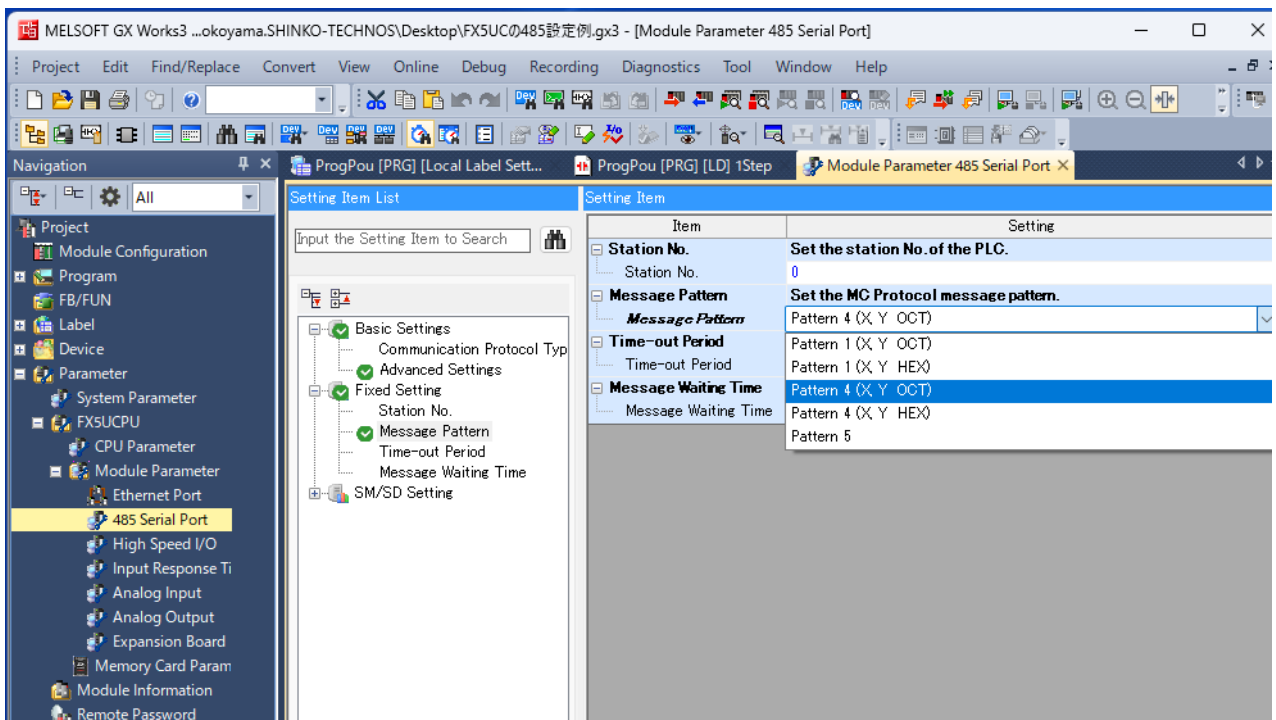 MELSOFT GX Works3 ...okoyama.SHINKO-TECHNOS\Desktop\FX5UCの485設定例.gx3 - [Module Parameter 485 Serial Port]
Project Edit Find/Replace Convert View Online Debug Recording Diagnostics Tool Window Help
Navigation
ProgPou [PRG] [Local Label Sett...
ProgPou [PRG] [LD] 1Step
Module Parameter 485 Serial Port
All
Project
Module Configuration
Program
FB/FUN
Label
Device
Parameter
System Parameter
FX5UCPU
CPU Parameter
Module Parameter
Ethernet Port
485 Serial Port
High Speed I/O
Input Response Ti
Analog Input
Analog Output
Expansion Board
Memory Card Param
Module Information
Remote Password
Setting Item List
Input the Setting Item to Search
Basic Settings
Communication Protocol Typ
Advanced Settings
Fixed Setting
Station No.
Message Pattern
Time-out Period
Message Waiting Time
SM/SD Setting
Setting Item
Item Setting
Station No. Set the station No.of the PLC.
Station No. 0
Message Pattern Set the MC Protocol message pattern.
Message Pattern Pattern 4 (X, Y OCT)
Time-out Period
Time-out Period
Message Waiting Time
Message Waiting Time
Pattern 1 (X, Y OCT)
Pattern 1 (X, Y HEX)
Pattern 4 (X, Y OCT)
Pattern 4 (X, Y HEX)
Pattern 5